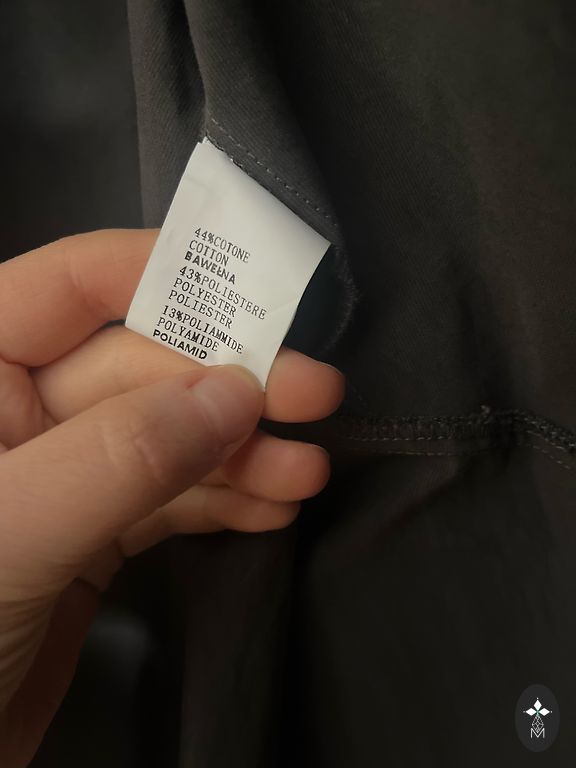 44%COTONE
COTTON
BAWEŁNA
43%POLIESTERE
POLYESTER
POLIESTER
13%POLIAMMIDE
POLYAMIDE
POLIAMID
M